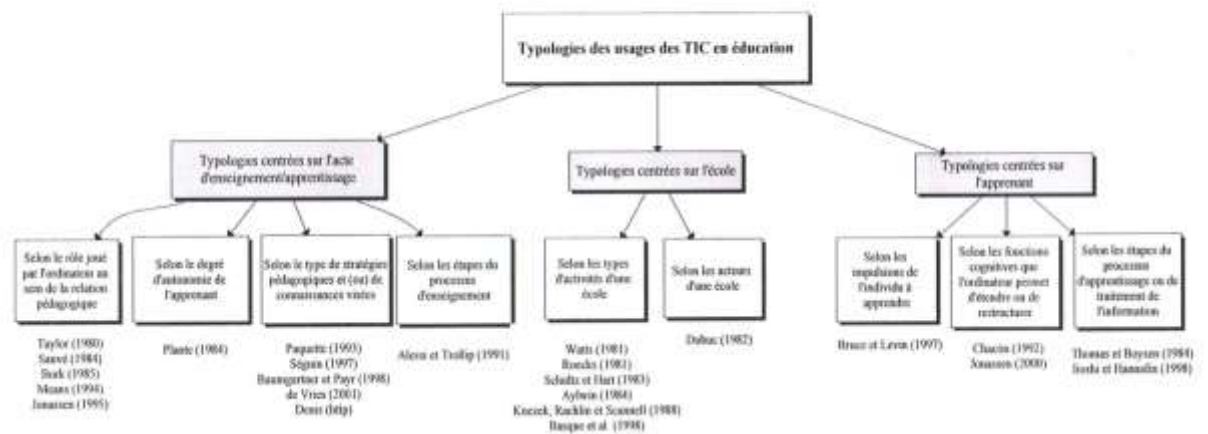 Typologies des usages des TIC en éducation
Typologies centrées sur l'acte
d'enseignement/apprentissage
Typologies centrées sur l'école
Typologies centrées sur
l'apprenant
Selon le rôle joué
par l'ordinateur au
sein de la relation
pédagogique
Selon le degré
d'autonomie de
l'apprenant
Selon le type de stratégies
pédagogiques et (ou) de
connaissances visées
Selon les étapes du
processus
d'enseignement
Selon les types
d'activités d'une
école
Selon les acteurs
d'une école
Selon les
impulsions de
l'individu à
apprendre
Selon les fonctions
cognitives que
l'ordinateur permet
d'étendre ou de
restructurer
Selon les étapes du
processus
d'apprentissage ou de
traitement de
l'information
Taylor (1980)
Sauvé (1984)
(1985)
Means (1994)
Jonassen (1995)
Plante (1984)
Paquette (1993)
Séguin (1997)
Baumgartner et Payr (1998)
de Vries (2001)
Denis (http)
Alessi et Trollip (1991)
Watts (1981)
(1981)
Schultz et Hart (1983)
Aylwin (1984)
Knezek, Rachlin et Scannell (1988)
Basque et al. (1998)
Dubuc (1982)
Bruce et Levin (1997)
(1992)
Jonassen (2000)
Thomas et Boysen (1984)
et Hannafin (1998)